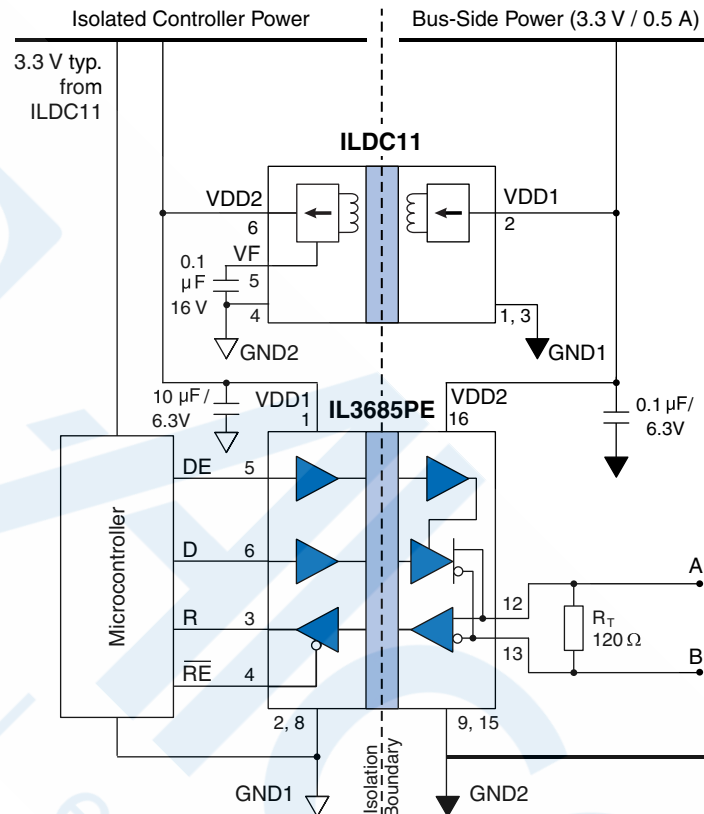 Isolated Controller Power
Bus-Side Power (3.3 V / 0.5 A)
3.3 V typ.
from
ILDC11
ILDC11
VDD2
6
VDD1
2
VF
5
0.1
µF
16 V
4
1, 3
GND2
GND1
10 µF/
6.3V
VDD1
1
IL3685PE
VDD2
16
0.1 µF/
6.3V
Microcontroller
DE
5
D
6
R
3
RE
4
12
13
A
R_T
120 Ω
B
2, 8
9, 15
GND1
Isolation
Boundary
GND2